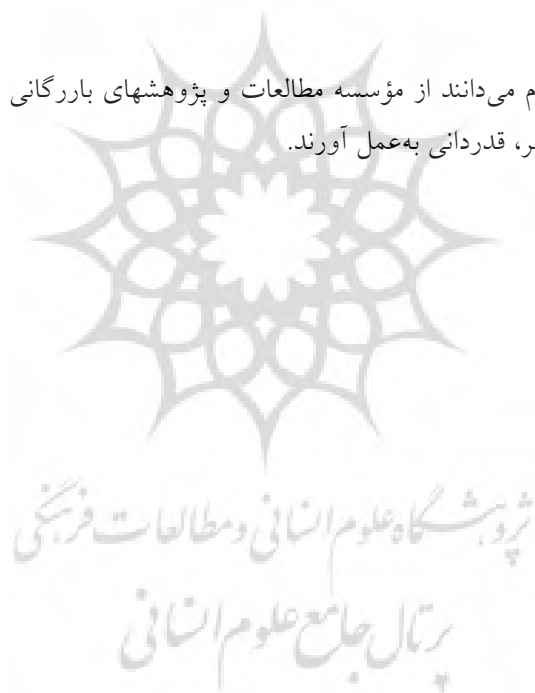 م می‌دانند از مؤسسه مطالعات و پژوهشهای بازرگانی
ر، قدردانی به‌عمل آورند.
پژوهشگاه علوم انسانی و مطالعات فرهنگی
پرتال جامع علوم انسانی